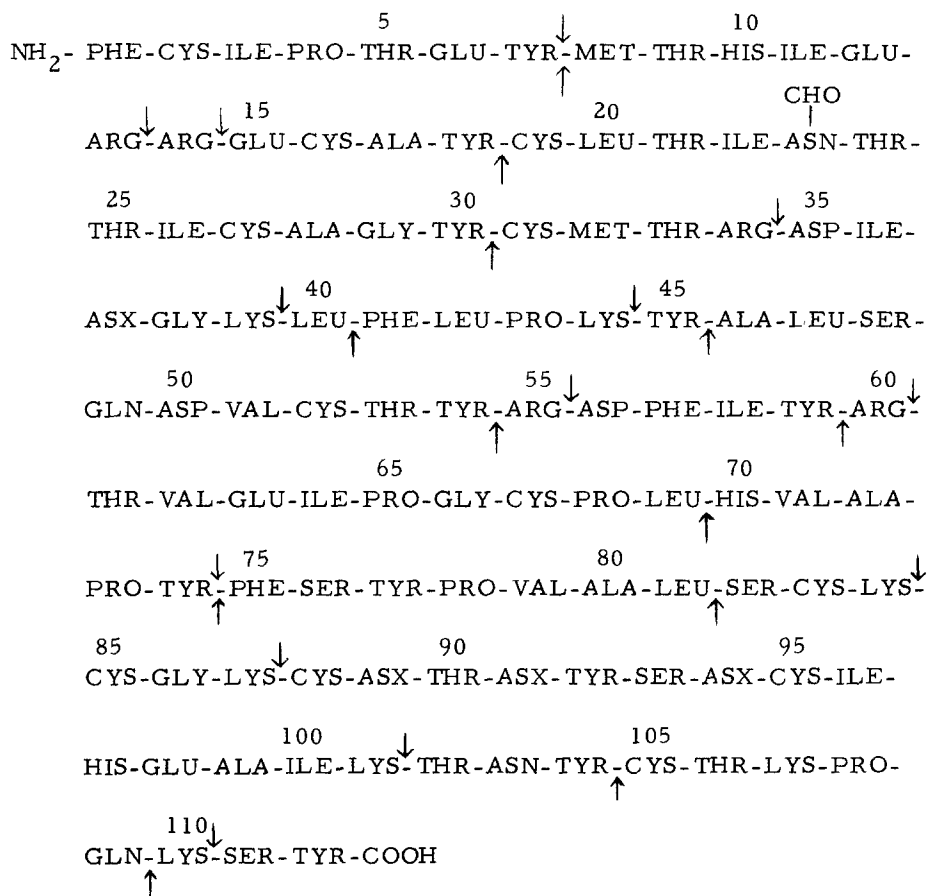 5 10
NH2- PHE-CYS-ILE-PRO-THR-GLU-TYR-MET-THR-HIS-ILE-GLU-
CHO
15 20
ARG-ARG-GLU-CYS-ALA-TYR-CYS-LEU-THR-ILE-ASN-THR-
25 30 35
THR-ILE-CYS-ALA-GLY-TYR-CYS-MET-THR-ARG-ASP-ILE-
40 45
ASX-GLY-LYS-LEU-PHE-LEU-PRO-LYS-TYR-ALA-LEU-SER-
50 55 60
GLN-ASP-VAL-CYS-THR-TYR-ARG-ASP-PHE-ILE-TYR-ARG-
65 70
THR-VAL-GLU-ILE-PRO-GLY-CYS-PRO-LEU-HIS-VAL-ALA-
75 80
PRO-TYR-PHE-SER-TYR-PRO-VAL-ALA-LEU-SER-CYS-LYS-
85 90 95
CYS-GLY-LYS-CYS-ASX-THR-ASX-TYR-SER-ASX-CYS-ILE-
100 105
HIS-GLU-ALA-ILE-LYS-THR-ASN-TYR-CYS-THR-LYS-PRO-
110
GLN-LYS-SER-TYR-COOH